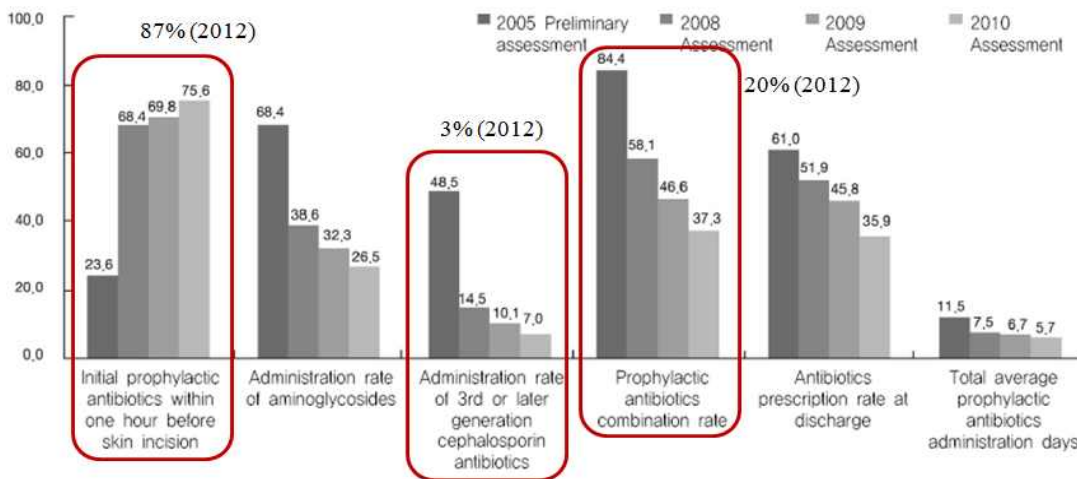 100,0
87% (2012)
2005 Preliminary assessment
2008 Assessment
2009 Assessment
2010 Assessment
80,0
60,0
40,0
20,0
0,0
23,6
68,4
69,8
75,6
68,4
38,6
32,3
26,5
3% (2012)
48,5
14,5
10,1
7,0
84,4
58,1
46,6
37,3
20% (2012)
61,0
51,9
45,8
35,9
11,5
7,5
6,7
5,7
Initial prophylactic
antibiotics within
one hour before
skin incision
Administration rate
of aminoglycosides
Administration rate
of 3rd or later
generation
cephalosporin
antibiotics
Prophylactic
antibiotics
combination rate
Antibiotics
prescription rate at
discharge
Total average
prophylactic
antibiotics
administration days